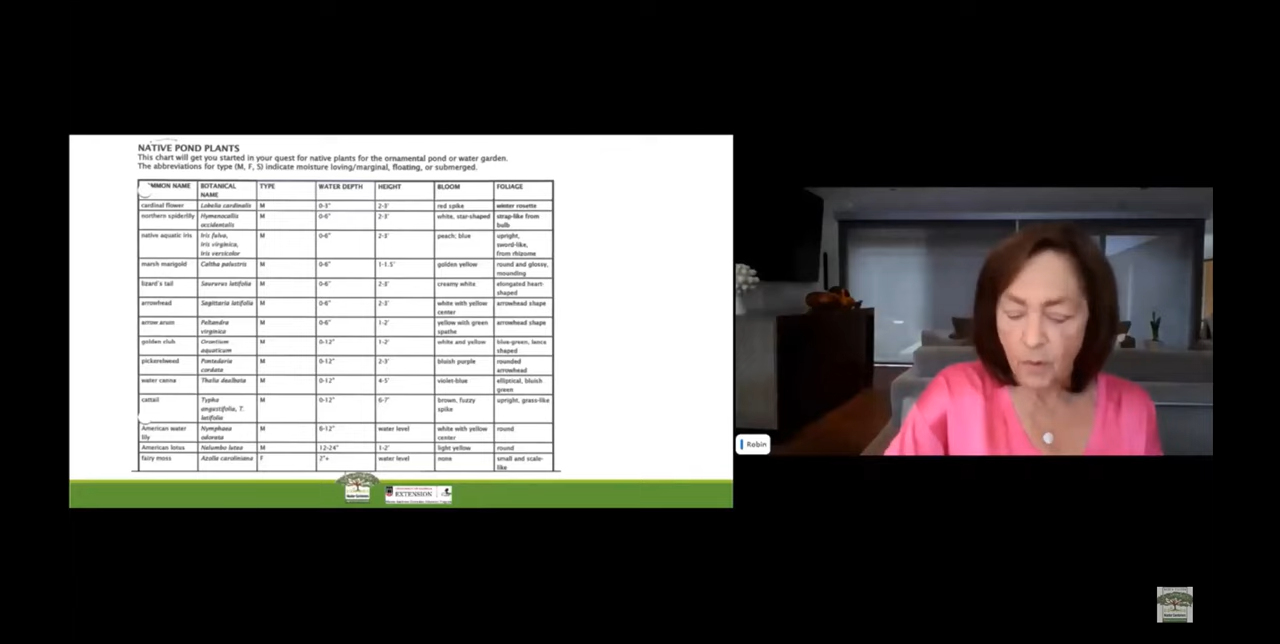 NATIVE POND PLANTS
This chart will get you started in your quest for native plants for the ornamental pond or water garden.
The abbreviations for type (M, F, S) indicate moisture loving/marginal, floating, or submerged.
MMON NAME BOTANICAL NAME TYPE WATER DEPTH HEIGHT BLOOM FOLIAGE
cardinal flower Lobelia cardinalis M 0-3" 2-3' red spike winter rosette
northern spiderlily Hymenocallis occidentalis M 0-6" 2-3' white, star-shaped strap-like from bulb
native aquatic iris Iris fulva, Iris virginica, Iris versicolor M 0-6" 2-3' peach; blue upright, sword-like, from rhizome
marsh marigold Caltha palustris M 0-6" 1-1.5' golden yellow round and glossy, mounding
lizard's tail Saururus latifolia M 0-6" 2-3' creamy white elongated heart-shaped
arrowhead Sagittaria latifolia M 0-6" 2-3' white with yellow center arrowhead shape
arrow arum Peltandra virginica M 0-6" 1-2' yellow with green spathe arrowhead shape
golden club Orontium aquaticum M 0-12" 1-2' white and yellow blue-green, lance shaped
pickerelweed Pontedaria cordata M 0-12" 2-3' bluish purple rounded arrowhead
water canna Thalia dealbata M 0-12" 4-5' violet-blue elliptical, bluish green
cattail Typha angustifolia, T. latifolia M 0-12" 6-7' brown, fuzzy spike upright, grass-like
American water lily Nymphaea odorata M 6-12" water level white with yellow center round
American lotus Nelumbo lutea M 12-24" 1-2' light yellow round
fairy moss Azolla caroliniana F 2"+ water level none small and scale-like
EXTENSION
Robin